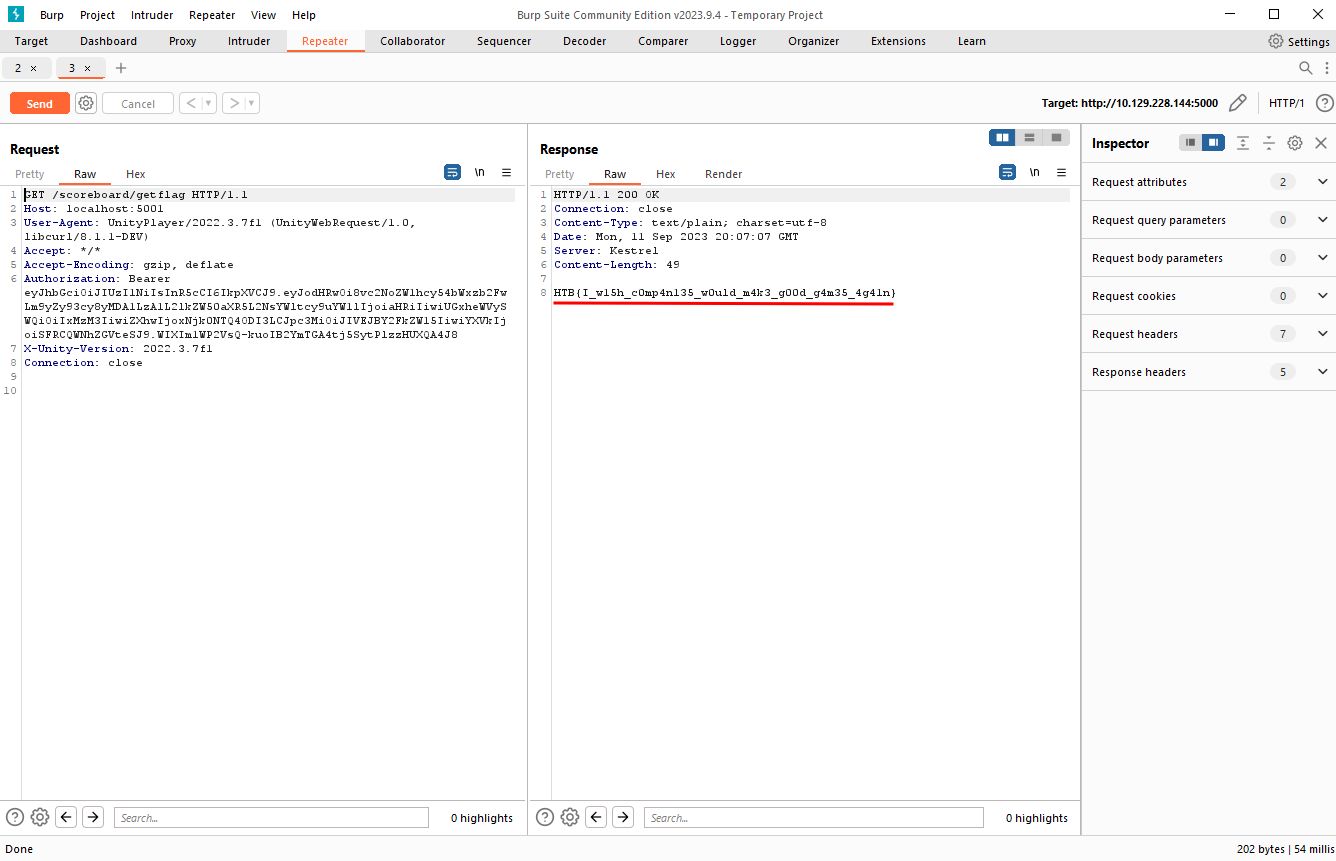 Burp Project Intruder Repeater View Help Burp Suite Community Edition v2023.9.4 - Temporary Project
Target Dashboard Proxy Intruder Repeater Collaborator Sequencer Decoder Comparer Logger Organizer Extensions Learn Settings
2 × 3 × +
Send Cancel < > Target: http://10.129.228.144:5000 HTTP/1 ?
Request
Pretty Raw Hex \n
1 GET /scoreboard/getflag HTTP/1.1
2 Host: localhost:5001
3 User-Agent: UnityPlayer/2022.3.7f1 (UnityWebRequest/1.0,
libcurl/8.1.1-DEV)
4 Accept: */*
5 Accept-Encoding: gzip, deflate
6 Authorization: Bearer
7 X-Unity-Version: 2022.3.7f1
8 Connection: close
9
10
Response
Pretty Raw Hex Render \n
1 HTTP/1.1 200 OK
2 Connection: close
3 Content-Type: text/plain; charset=utf-8
4 Date: Mon, 11 Sep 2023 20:07:07 GMT
5 Server: Kestrel
6 Content-Length: 49
7
8 HTB{I_w15h_c0mp4n135_w0uld_m4k3_g00d_g4m35_4g41n}
Inspector
Request attributes 2
Request query parameters 0
Request body parameters 0
Request cookies 0
Request headers 7
Response headers 5
? Search... 0 highlights
? Search... 0 highlights
Done 202 bytes | 54 millis